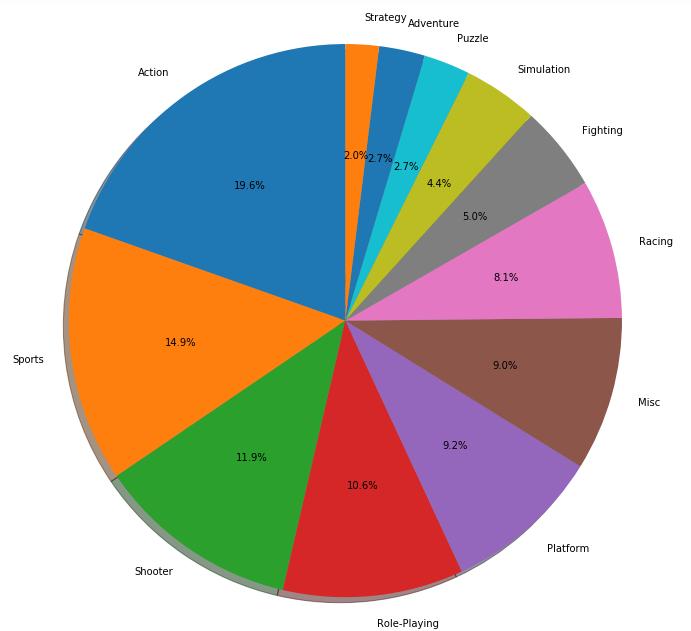 Strategy
Adventure
Puzzle
Simulation
Fighting
Racing
Misc
Platform
Role-Playing
Shooter
Sports
Action
2.0%
2.7%
2.7%
4.4%
5.0%
8.1%
9.0%
9.2%
10.6%
11.9%
14.9%
19.6%